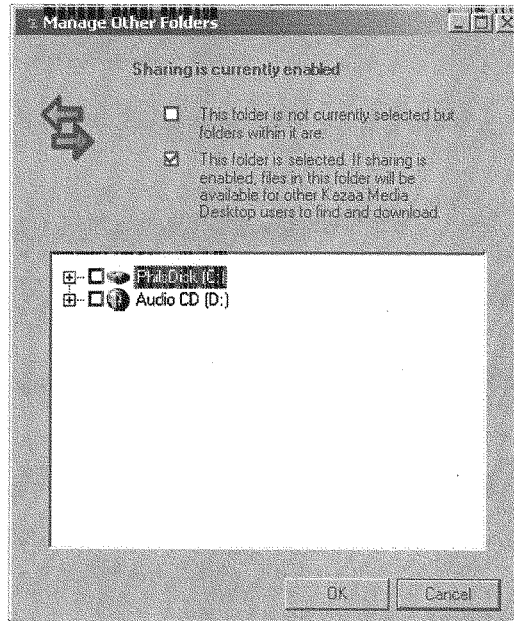 Manage Other Folders
Sharing is currently enabled
This folder is not currently selected but
folders within it are.
This folder is selected. If sharing is
enabled, files in this folder will be
available for other Kazaa Media
Desktop users to find and download.
(C:)
Audio CD (D:)
OK
Cancel